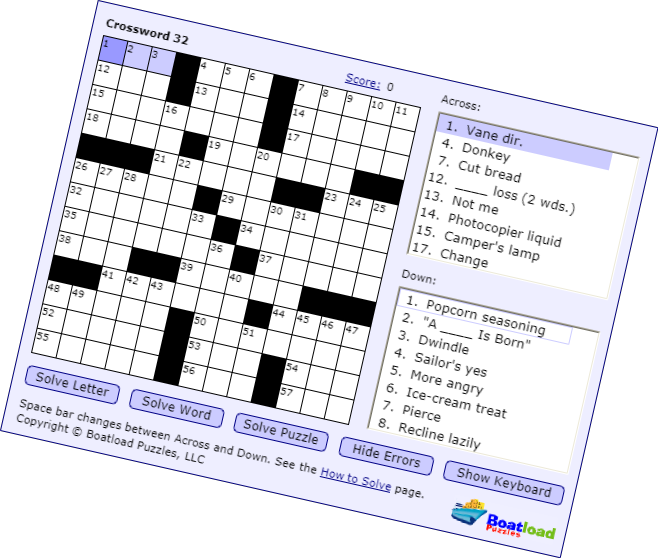 Crossword 32
Score: 0
1 2 3 4 5 6 7 8 9 10 11
12 13 14
15 16 17
18 19 20
21 22 23 24 25
26 27 28 29 30 31
32 33 34
35 36 37
38 39 40
41 42 43 44 45 46 47
48 49 50 51
52 53 54
55 56 57
Across:
1. Vane dir.
4. Donkey
7. Cut bread
12. ____ loss (2 wds.)
13. Not me
14. Photocopier liquid
15. Camper's lamp
17. Change
Down:
1. Popcorn seasoning
2. "A ____ Is Born"
3. Dwindle
4. Sailor's yes
5. More angry
6. Ice-cream treat
7. Pierce
8. Recline lazily
Solve Letter
Solve Word
Solve Puzzle
Hide Errors
Show Keyboard
Space bar changes between Across and Down. See the How to Solve page.
Copyright © Boatload Puzzles, LLC
Boatload
Puzzles